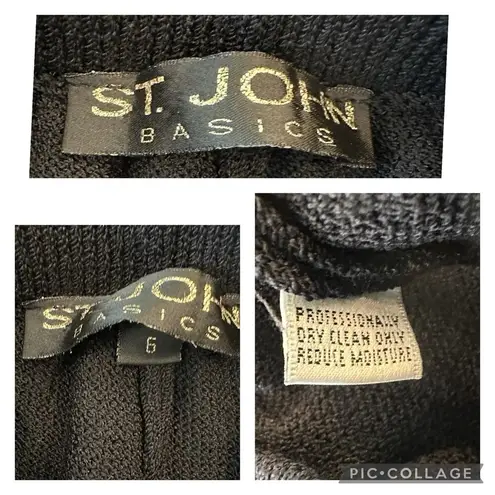 ST. JOHN
BASiCS
ST. JOHN
BASiCS
6
PROFESSIONALLY
DRY CLEAN ONLY
REDUCE MOISTURE
PIC•COLLAGE